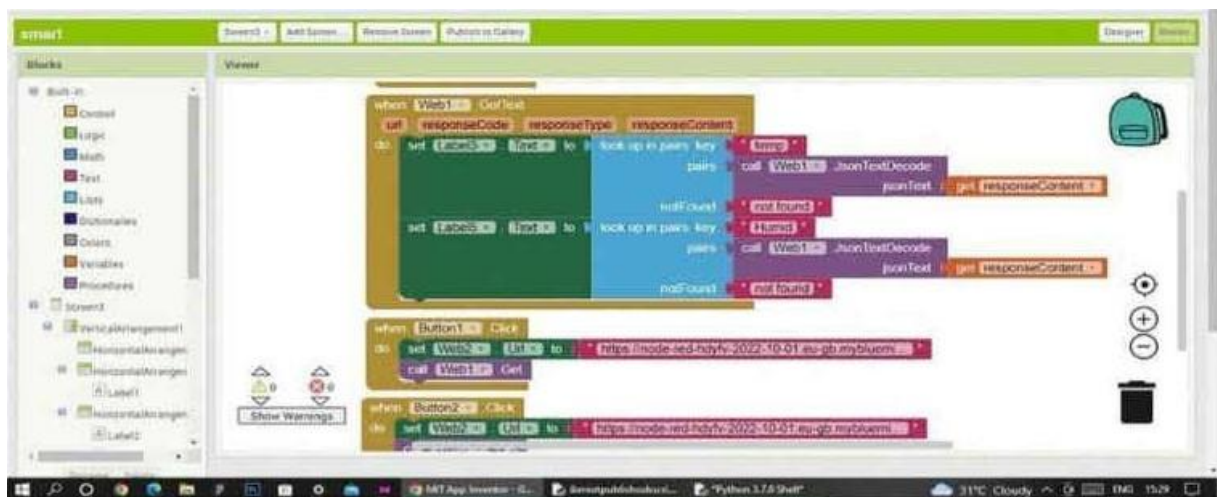 smart
Screen3 Add Screen ... Remove Screen Publish to Gallery
Designer Blocks
Blocks
Viewer
Built-in
Control
Logic
Math
Text
Lists
Dictionaries
Colors
Variables
Procedures
Screen3
VerticalArrangement1
HorizontalArrangem
HorizontalArrangem
Label1
HorizontalArrangem
Label2
when Web1 .GotText
url responseCode responseType responseContent
do set Label5 . Text to look up in pairs key " temp "
pairs call Web1 .JsonTextDecode
jsonText get responseContent
notFound " not found "
set Label5 . Text to look up in pairs key " Humid "
pairs call Web1 .JsonTextDecode
jsonText get responseContent
notFound " not found "
when Button1 .Click
do set Web2 . Url to " https://node-red-hdyfv-2022-10-01.eu-gb.mybluemi... "
call Web1 .Get
when Button2 .Click
do set Web2 . Url to " https://node-red-hdyfv-2022-10-01.eu-gb.mybluemi... "
0 0
Show Warnings
MIT App Inventor - G...
*Python 3.7.0 Shell*
31°C Cloudy ENG 15:29